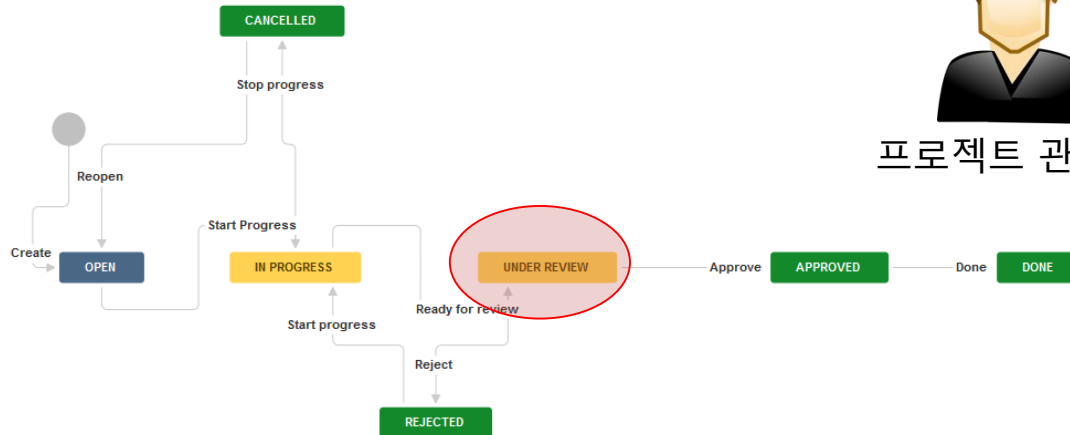 CANCELLED
Stop progress
프로젝트 관
Reopen
Start Progress
Create
OPEN
IN PROGRESS
UNDER REVIEW
Approve
APPROVED
Done
DONE
Ready for review
Start progress
Reject
REJECTED